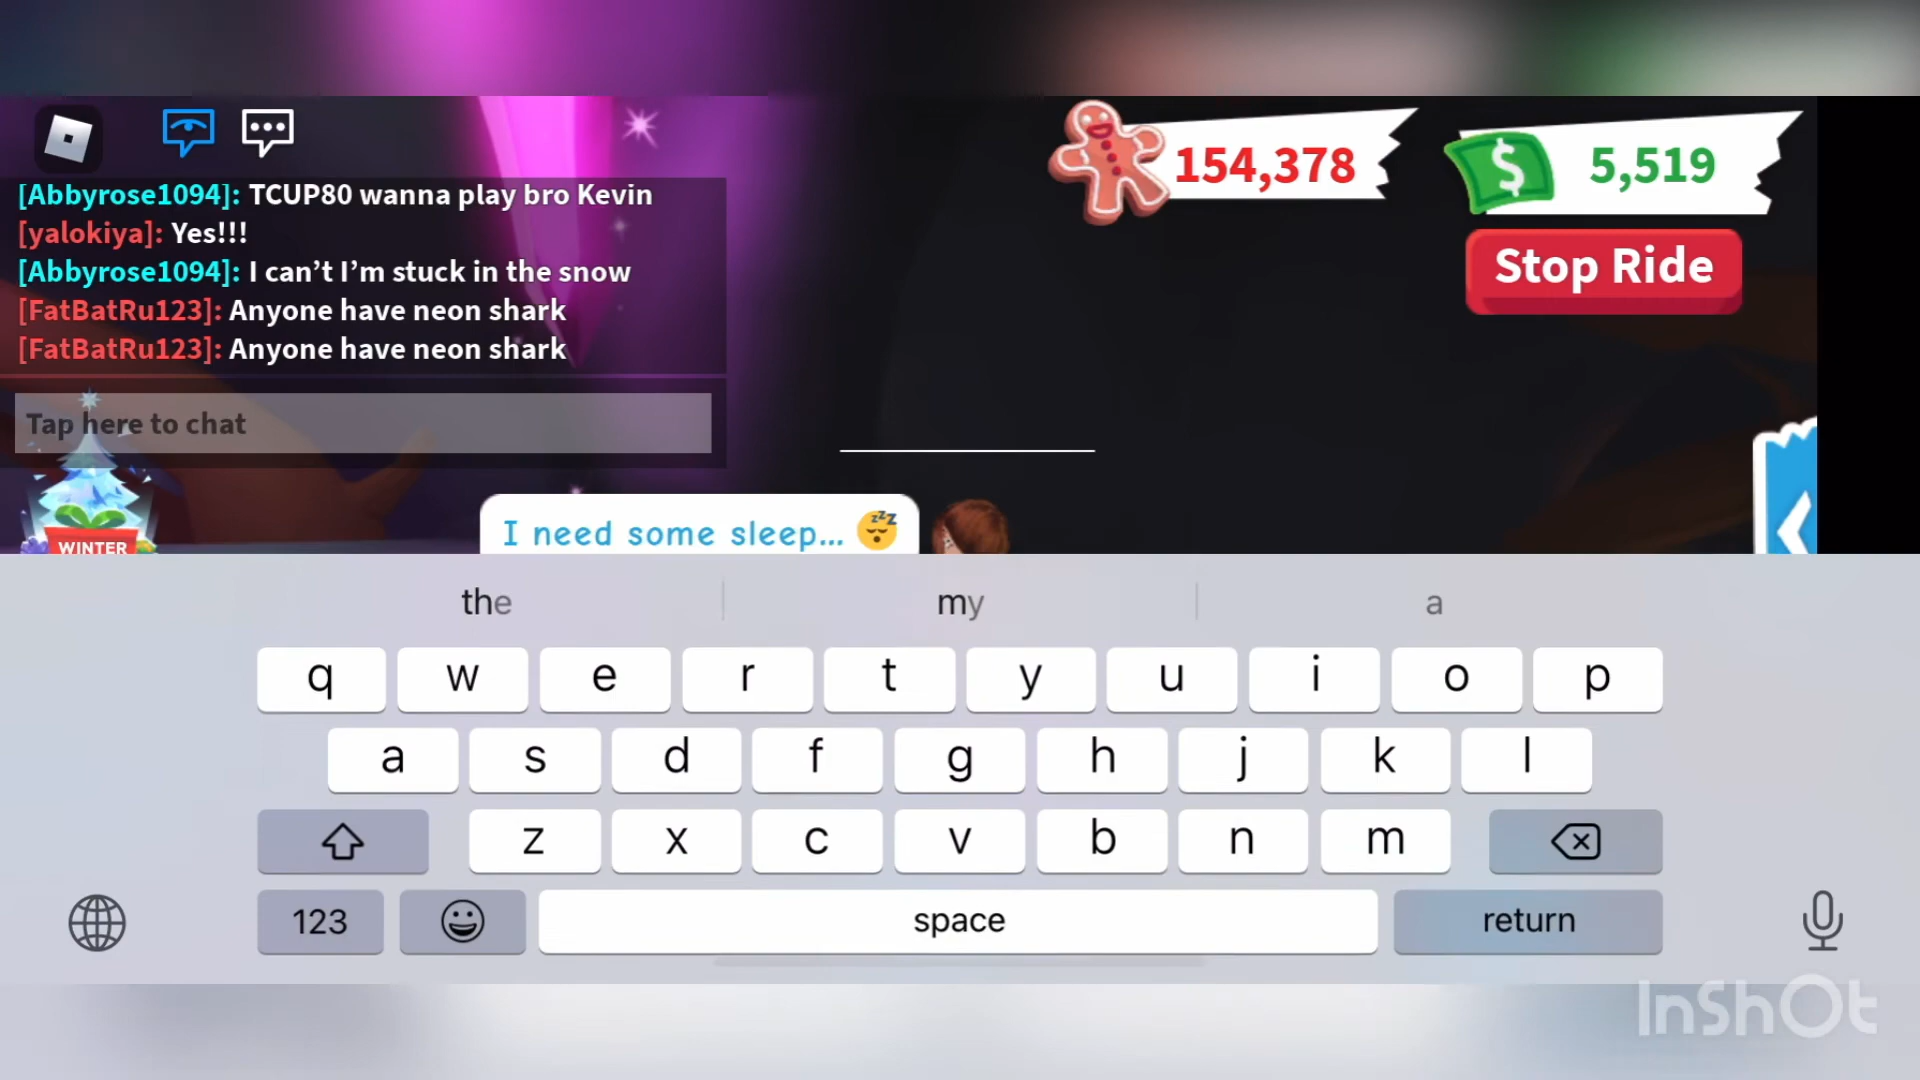 154,378
5,519
Stop Ride
[Abbyrose1094]: TCUP80 wanna play bro Kevin
[yalokiya]: Yes!!!
[Abbyrose1094]: I can’t I’m stuck in the snow
[FatBatRu123]: Anyone have neon shark
[FatBatRu123]: Anyone have neon shark
Tap here to chat
WINTER
I need some sleep... 😴
the my a
q w e r t y u i o p
a s d f g h j k l
z x c v b n m
123 space return
InShOt